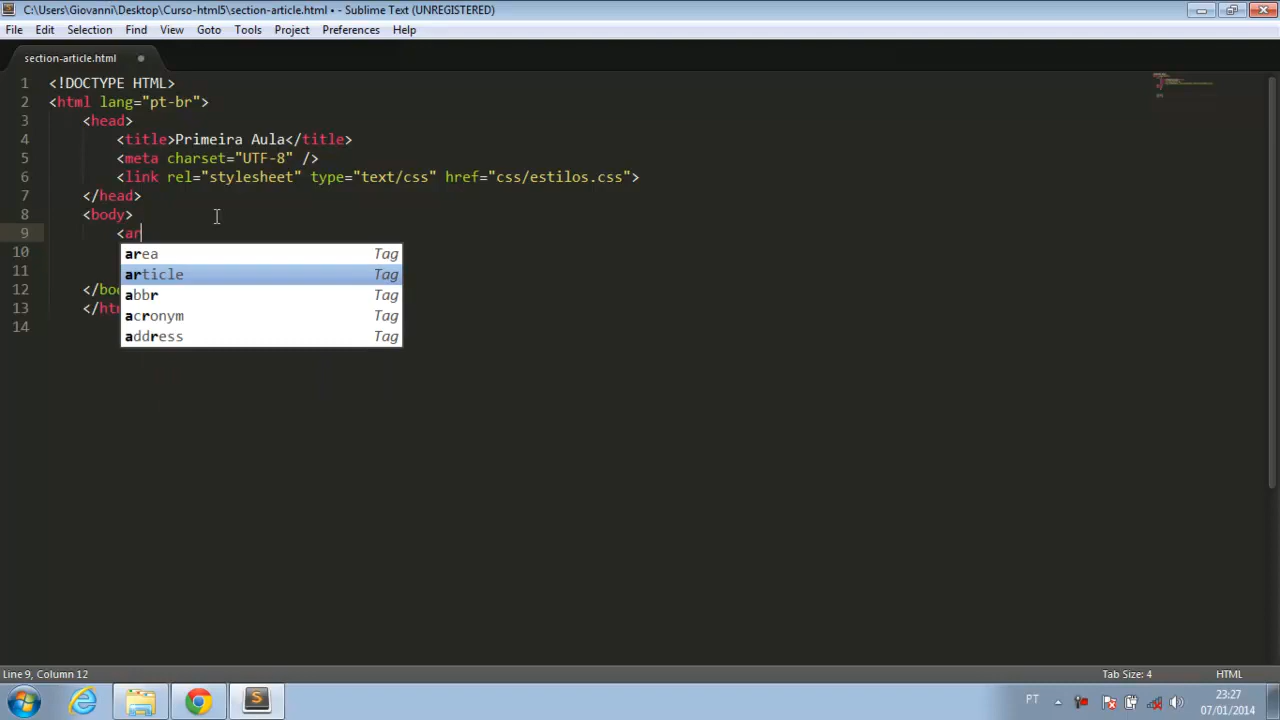 C:\Users\Giovanni\Desktop\Curso-html5\section-article.html • - Sublime Text (UNREGISTERED)
File Edit Selection Find View Goto Tools Project Preferences Help
section-article.html
1 <!DOCTYPE HTML>
2 <html lang="pt-br">
3 <head>
4 <title>Primeira Aula</title>
5 <meta charset="UTF-8" />
6 <link rel="stylesheet" type="text/css" href="css/estilos.css">
7 </head>
8 <body>
9 <ar
10
area Tag
11
article Tag
12 </bo
abbr Tag
13 </ht
acronym Tag
14
address Tag
Line 9, Column 12 Tab Size: 4 HTML
PT
23:27
07/01/2014